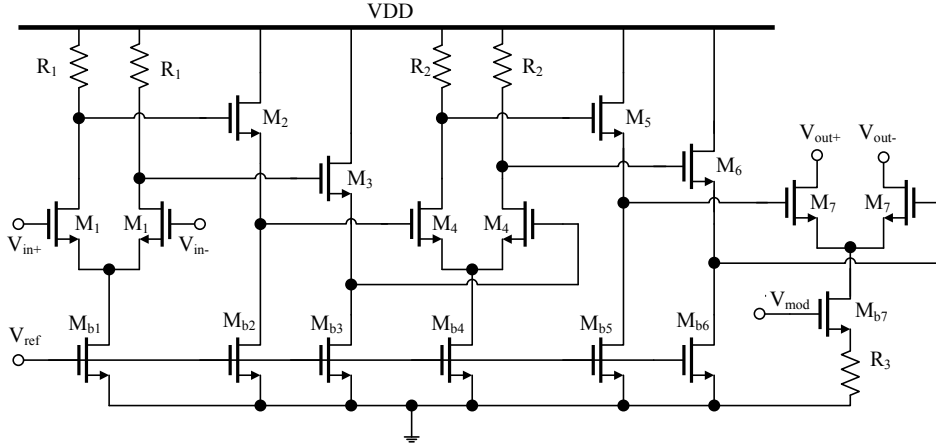 VDD
R1 R1 R2 R2
M2 M5
M3 M6
Vout+ Vout-
M1 M1 M4 M4 M7 M7
Vin+ Vin-
Vmod Mb7
Vref Mb1 Mb2 Mb3 Mb4 Mb5 Mb6
R3